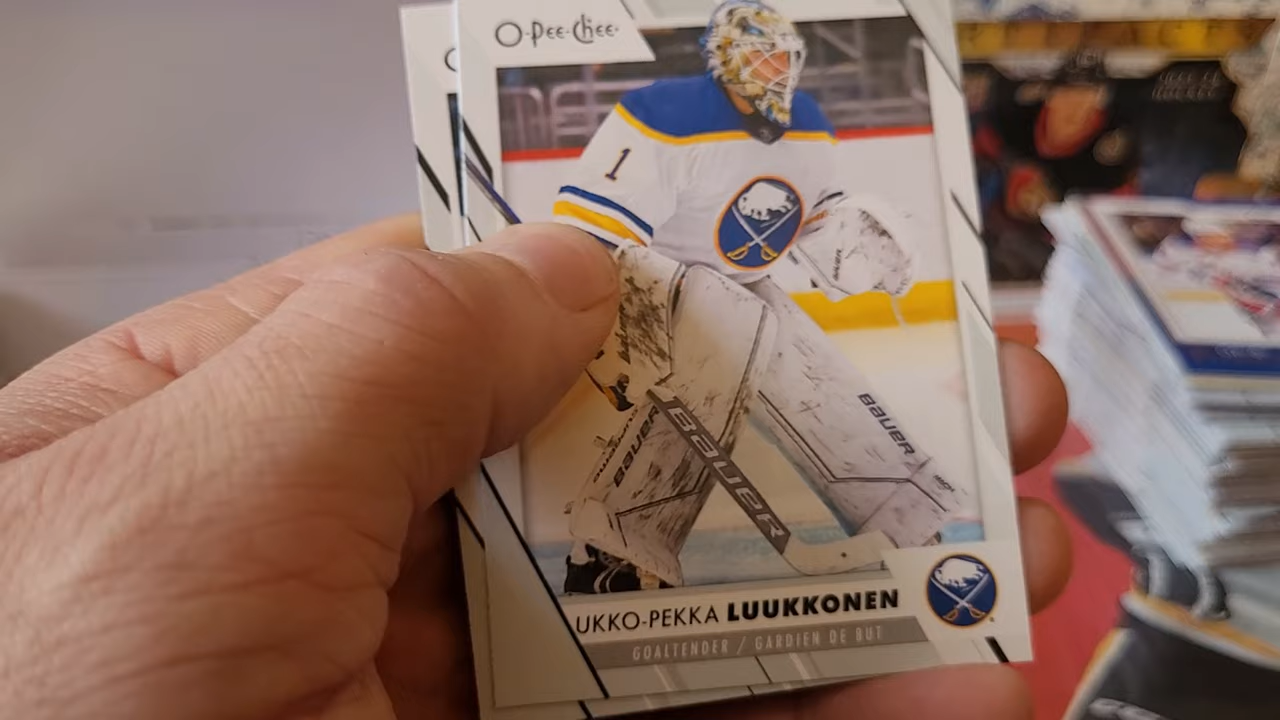 O-Pee-Chee
1
BAUER
BAUER
BAUER
UKKO-PEKKA LUUKKONEN
GOALTENDER / GARDIEN DE BUT